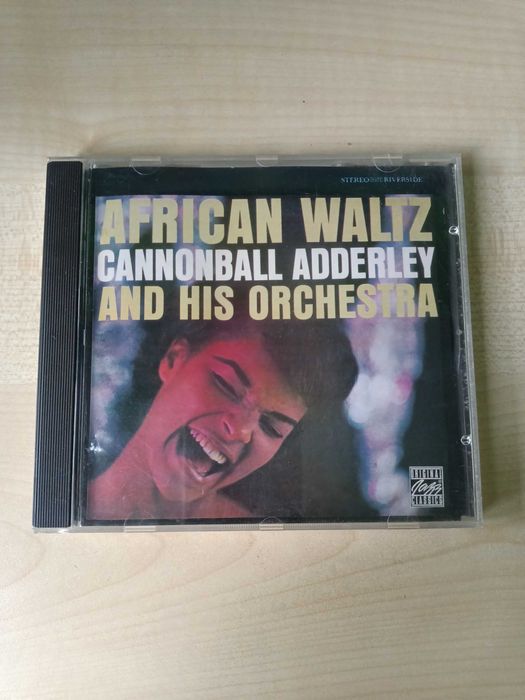 STEREO RIVERSIDE
AFRICAN WALTZ
CANNONBALL ADDERLEY
AND HIS ORCHESTRA
ORIGINAL
Jazz
CLASSICS